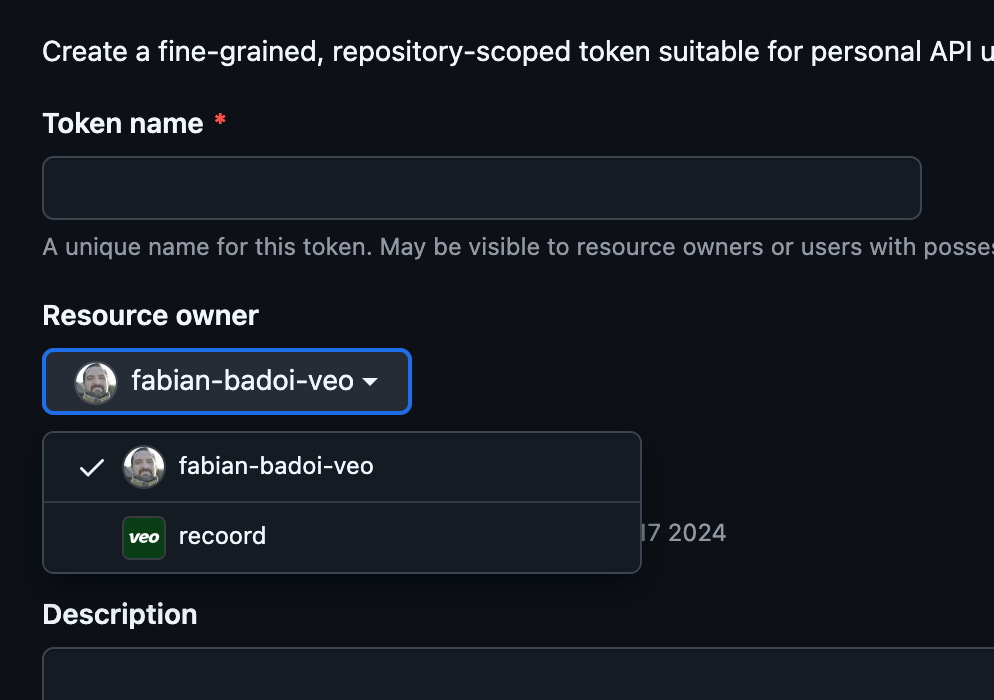 Create a fine-grained, repository-scoped token suitable for personal API
Token name *
A unique name for this token. May be visible to resource owners or users with
Resource owner
fabian-badoi-veo
fabian-badoi-veo
veo recoord
17 2024
Description